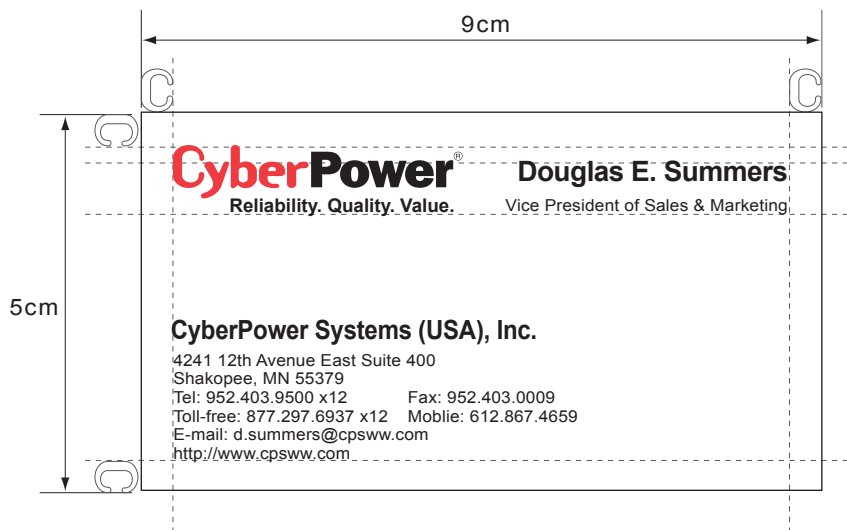 9cm
C C
CyberPower®
Reliability. Quality. Value.
Douglas E. Summers
Vice President of Sales & Marketing
5cm
CyberPower Systems (USA), Inc.
4241 12th Avenue East Suite 400
Shakopee, MN 55379
Tel: 952.403.9500 x12 Fax: 952.403.0009
Toll-free: 877.297.6937 x12 Moblie: 612.867.4659
E-mail: d.summers@cpsww.com
http://www.cpsww.com